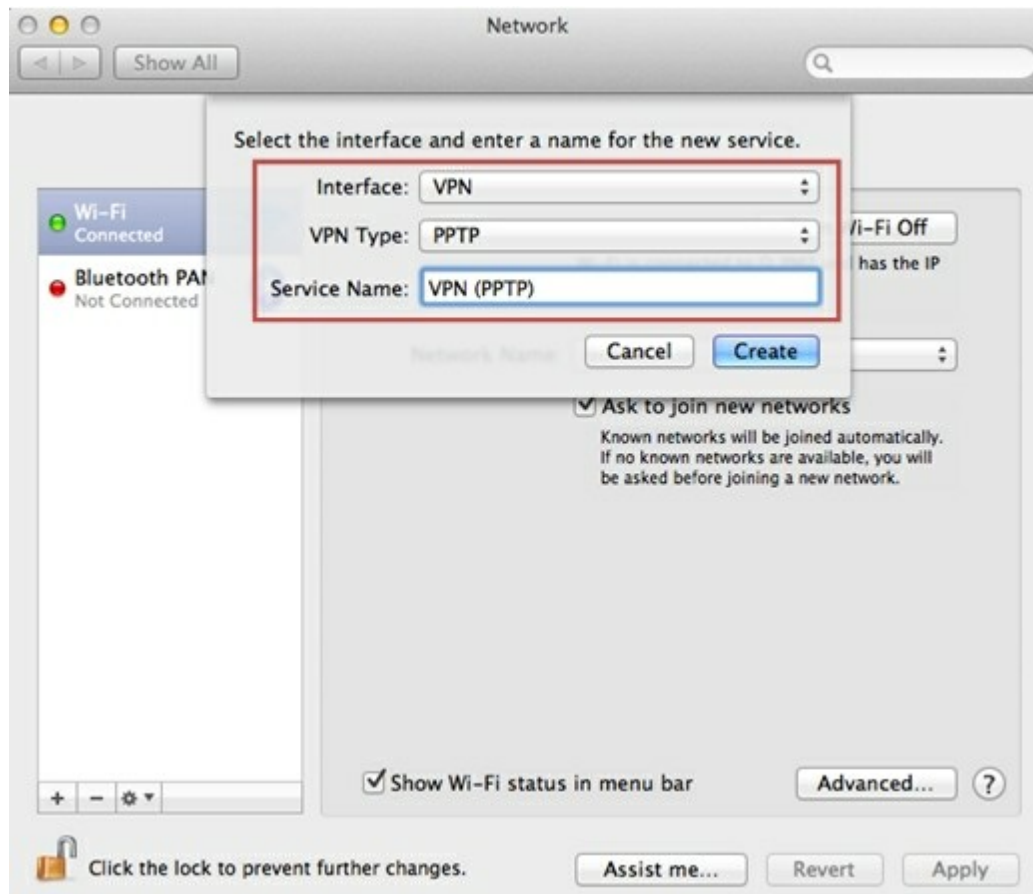 Network
Show All
Select the interface and enter a name for the new service.
Interface: VPN
VPN Type: PPTP
Service Name: VPN (PPTP)
Cancel Create
Wi-Fi
Connected
Bluetooth PAN
Not Connected
Wi-Fi Off
has the IP
Network Name
Ask to join new networks
Known networks will be joined automatically.
If no known networks are available, you will
be asked before joining a new network.
Show Wi-Fi status in menu bar
Advanced... ?
Click the lock to prevent further changes.
Assist me... Revert Apply